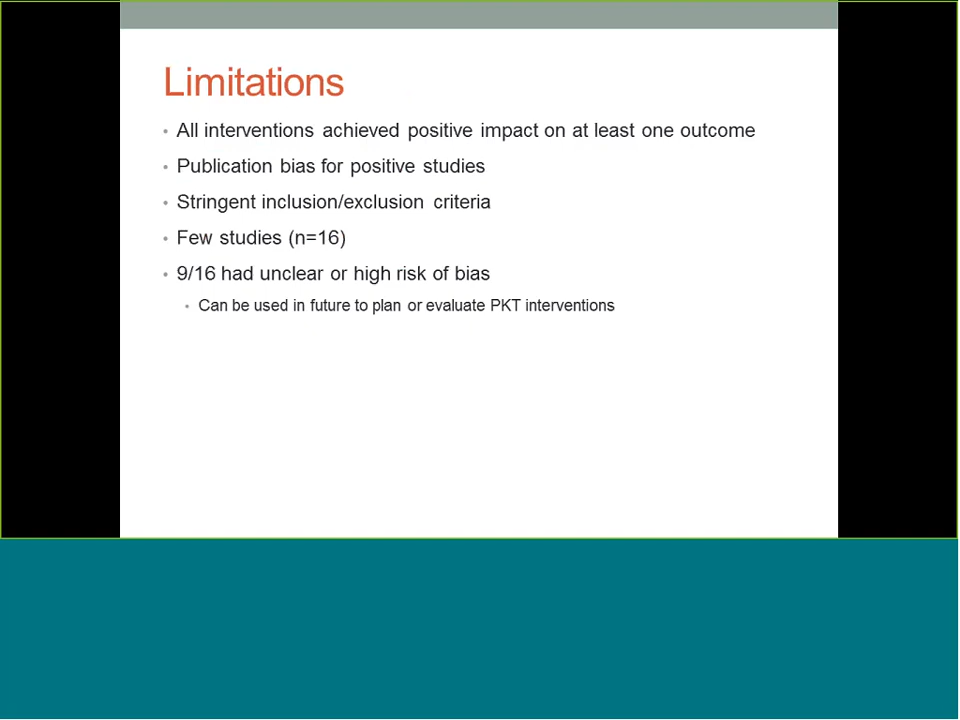 Limitations
All interventions achieved positive impact on at least one outcome
Publication bias for positive studies
Stringent inclusion/exclusion criteria
Few studies (n=16)
9/16 had unclear or high risk of bias
Can be used in future to plan or evaluate PKT interventions